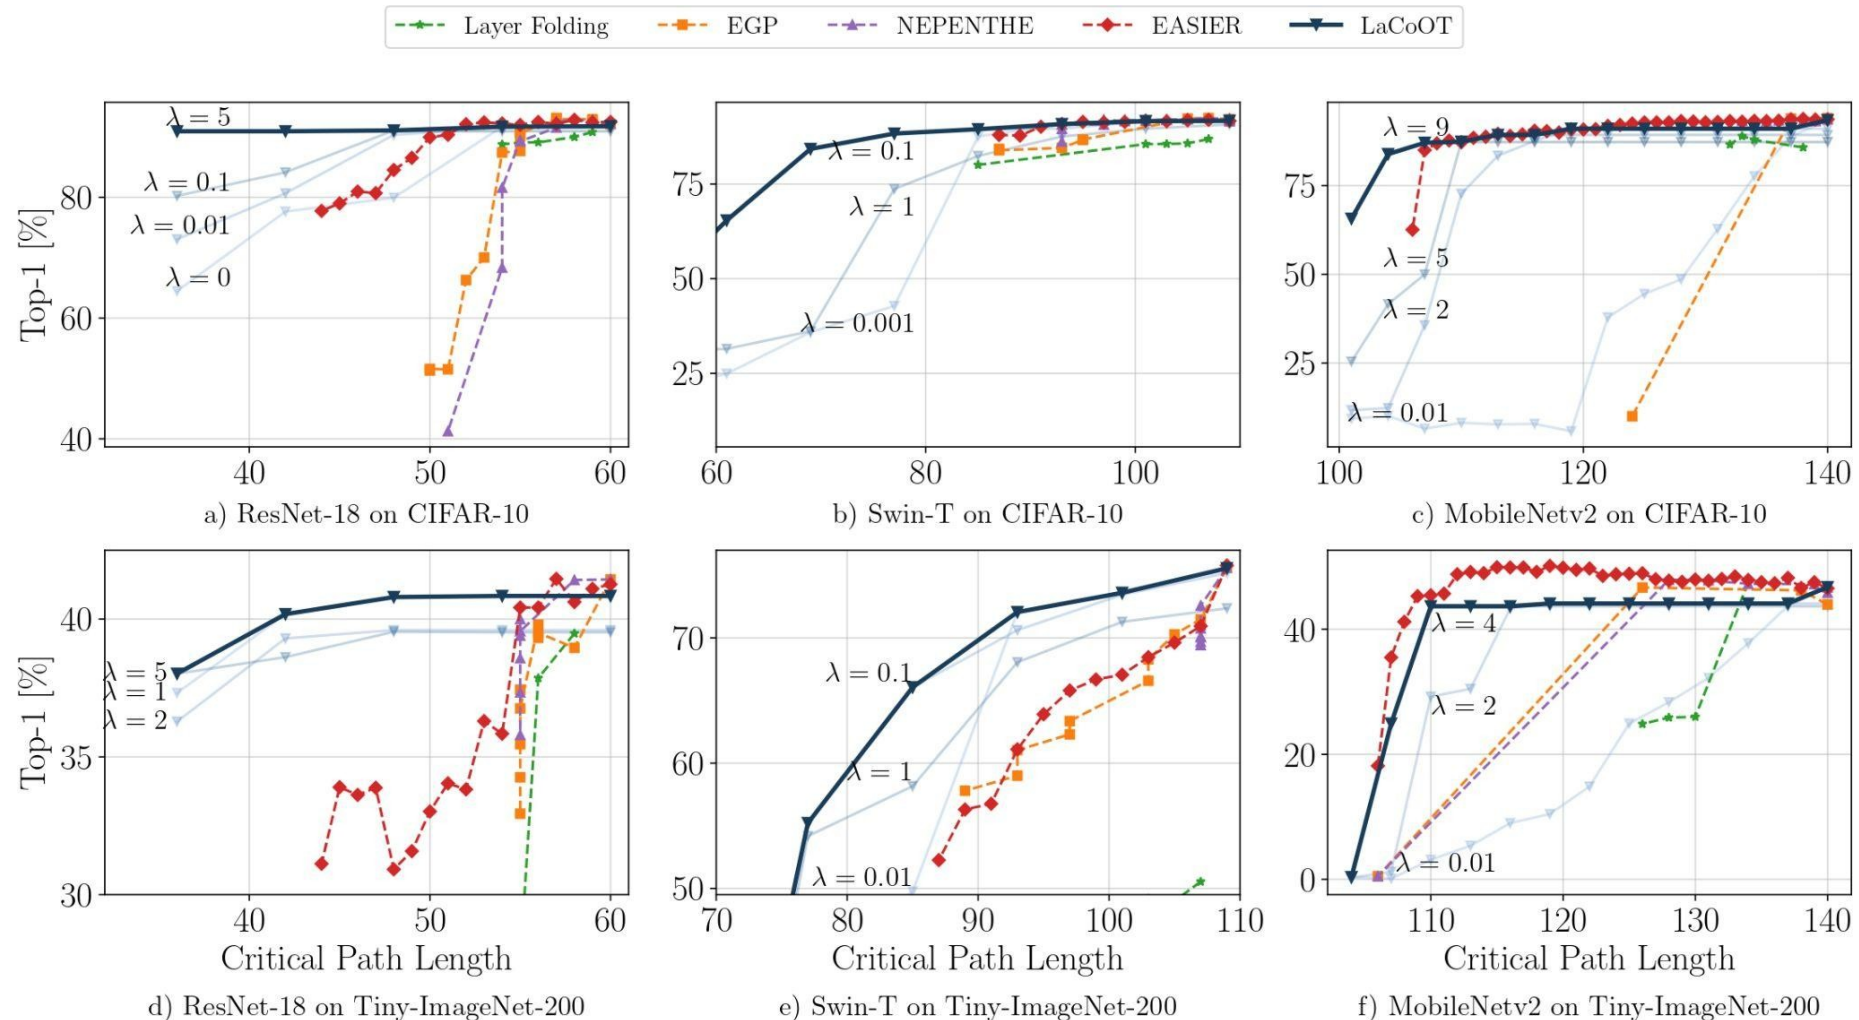 Layer Folding EGP NEPENTHE EASIER LaCoOT
Top-1 [%]
80
60
40
λ = 5
λ = 0.1
λ = 0.01
λ = 0
40 50 60
a) ResNet-18 on CIFAR-10
75
50
25
λ = 0.1
λ = 1
λ = 0.001
60 80 100
b) Swin-T on CIFAR-10
75
50
25
λ = 9
λ = 5
λ = 2
λ = 0.01
100 120 140
c) MobileNetv2 on CIFAR-10
Top-1 [%]
40
35
30
λ = 5
λ = 1
λ = 2
40 50 60
Critical Path Length
d) ResNet-18 on Tiny-ImageNet-200
70
60
50
λ = 0.1
λ = 1
λ = 0.01
70 80 90 100 110
Critical Path Length
e) Swin-T on Tiny-ImageNet-200
40
20
0
λ = 4
λ = 2
λ = 0.01
110 120 130 140
Critical Path Length
f) MobileNetv2 on Tiny-ImageNet-200